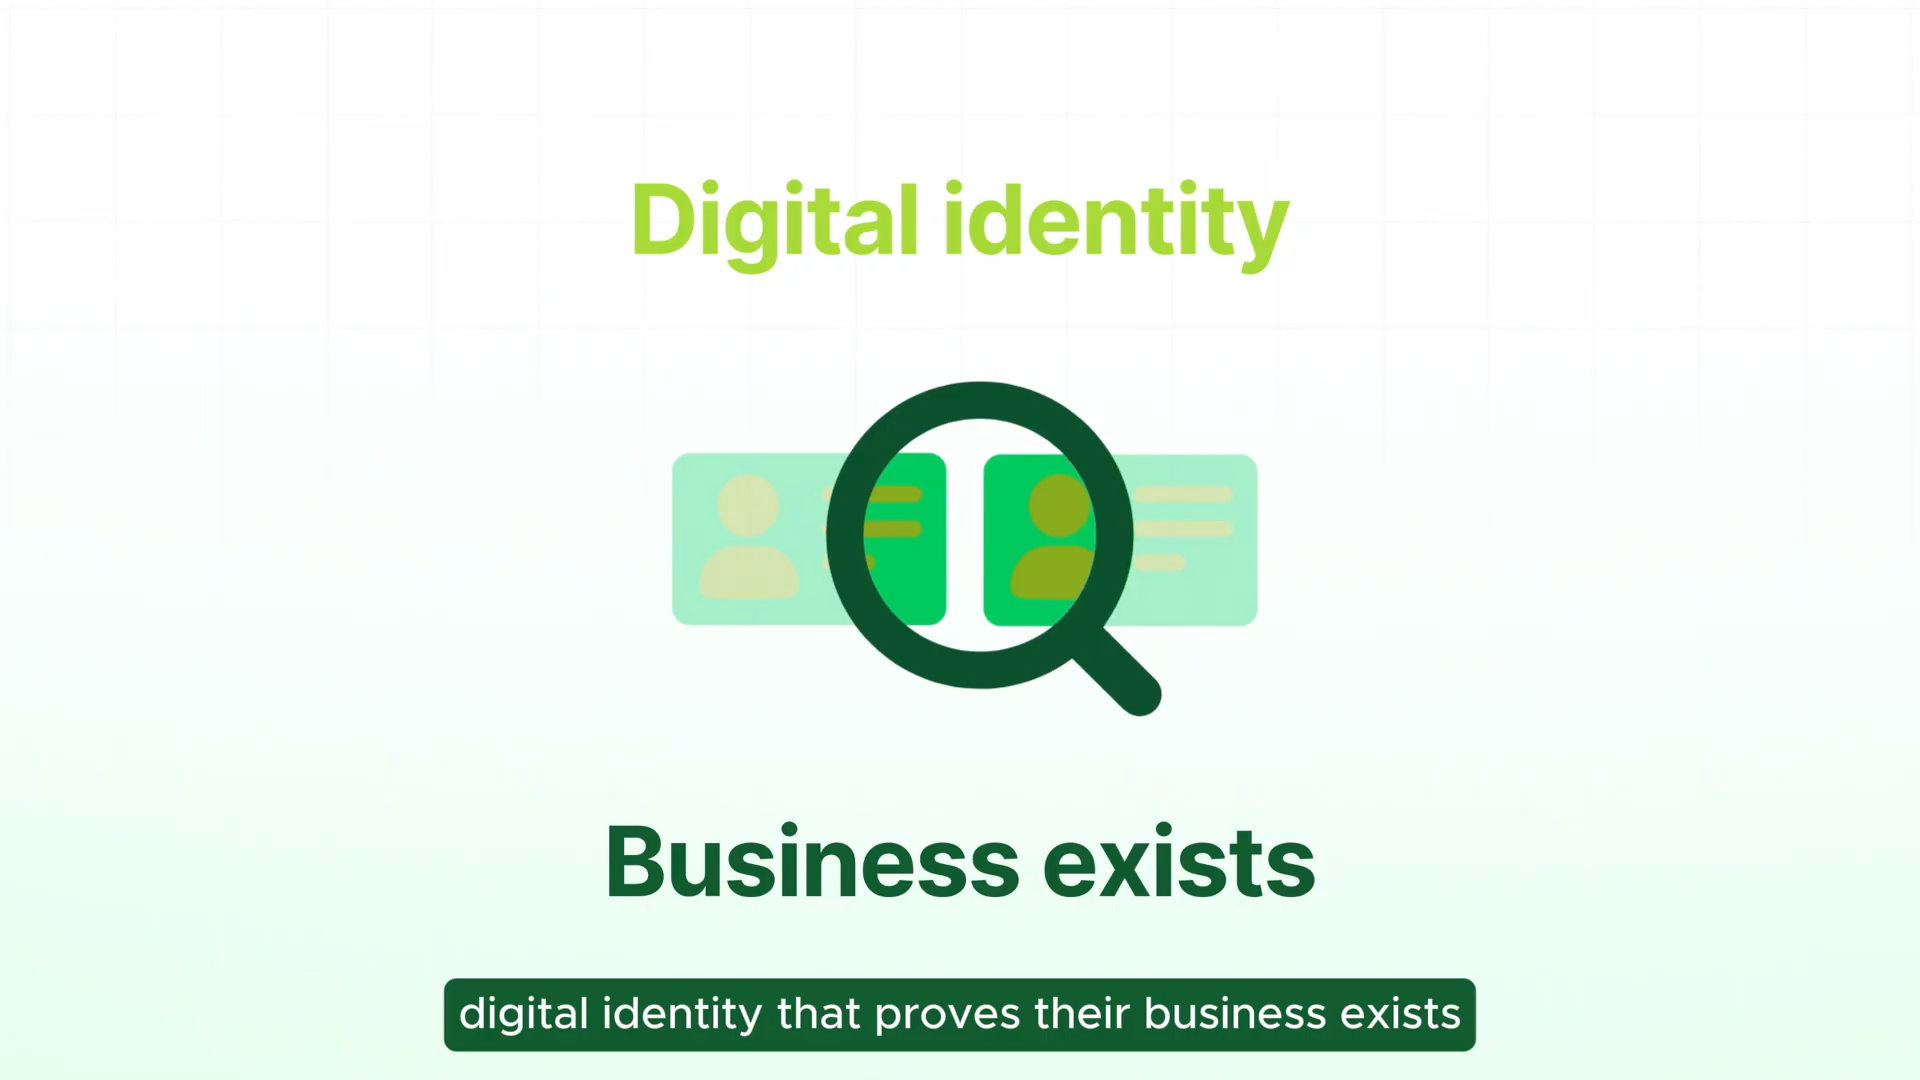 Digital identity
Business exists
digital identity that proves their business exists